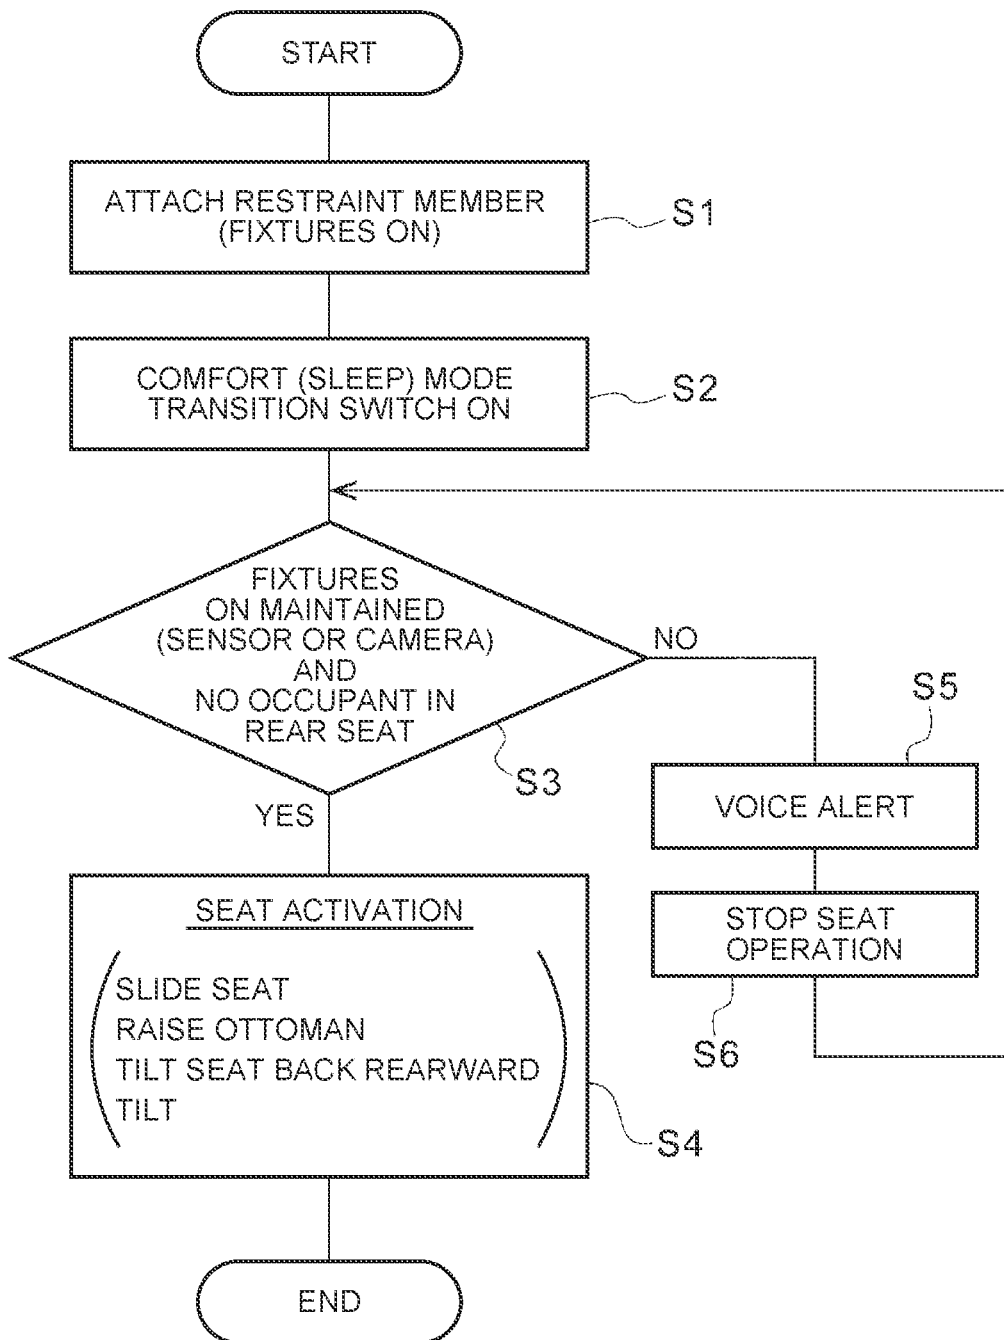 START
ATTACH RESTRAINT MEMBER
(FIXTURES ON)
S1
COMFORT (SLEEP) MODE
TRANSITION SWITCH ON
S2
FIXTURES
ON MAINTAINED
(SENSOR OR CAMERA)
AND
NO OCCUPANT IN
REAR SEAT
S3
NO
YES
S5
VOICE ALERT
STOP SEAT
OPERATION
S6
SEAT ACTIVATION
SLIDE SEAT
RAISE OTTOMAN
TILT SEAT BACK REARWARD
TILT
S4
END